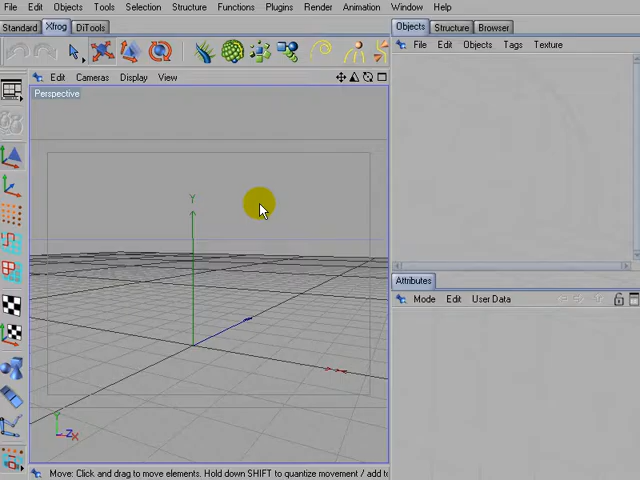 File Edit Objects Tools Selection Structure Functions Plugins Render Animation Window Help
Standard Xfrog DiTools
Objects Structure Browser
File Edit Objects Tags Texture
Edit Cameras Display View
Perspective
Y
Attributes
Mode Edit User Data
Y
Z X
Move: Click and drag to move elements. Hold down SHIFT to quantize movement / add to